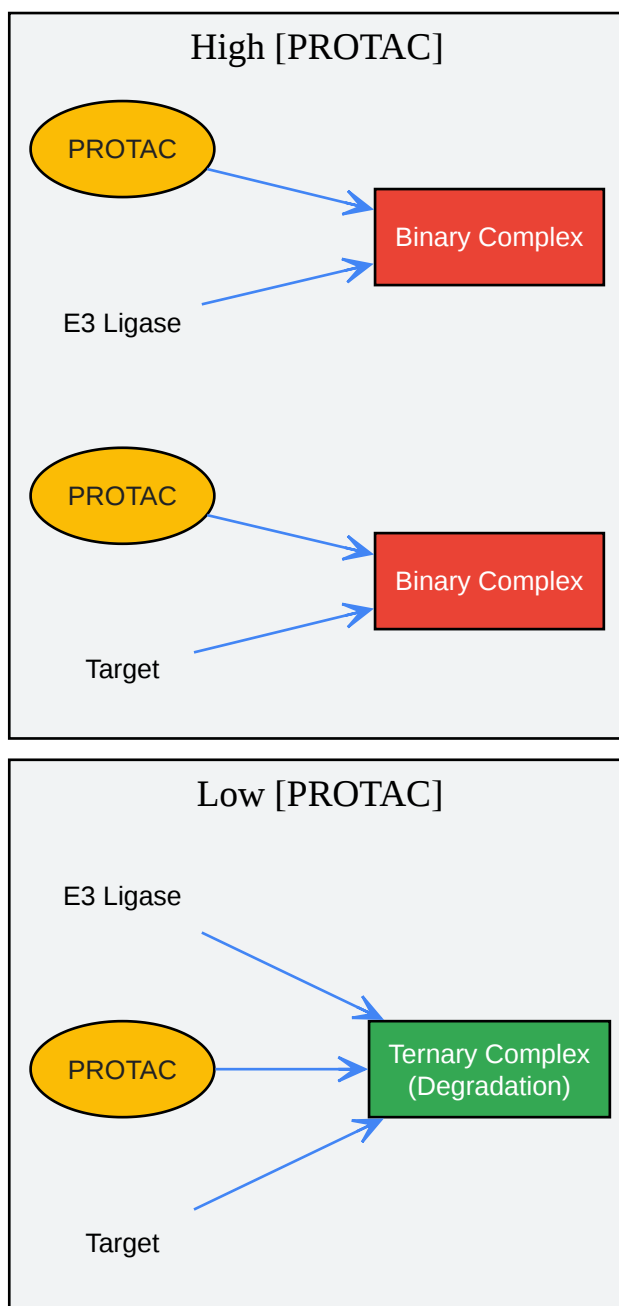 High [PROTAC]
PROTAC
Binary Complex
E3 Ligase
PROTAC
Binary Complex
Target
Low [PROTAC]
E3 Ligase
PROTAC
Ternary Complex
(Degradation)
Target